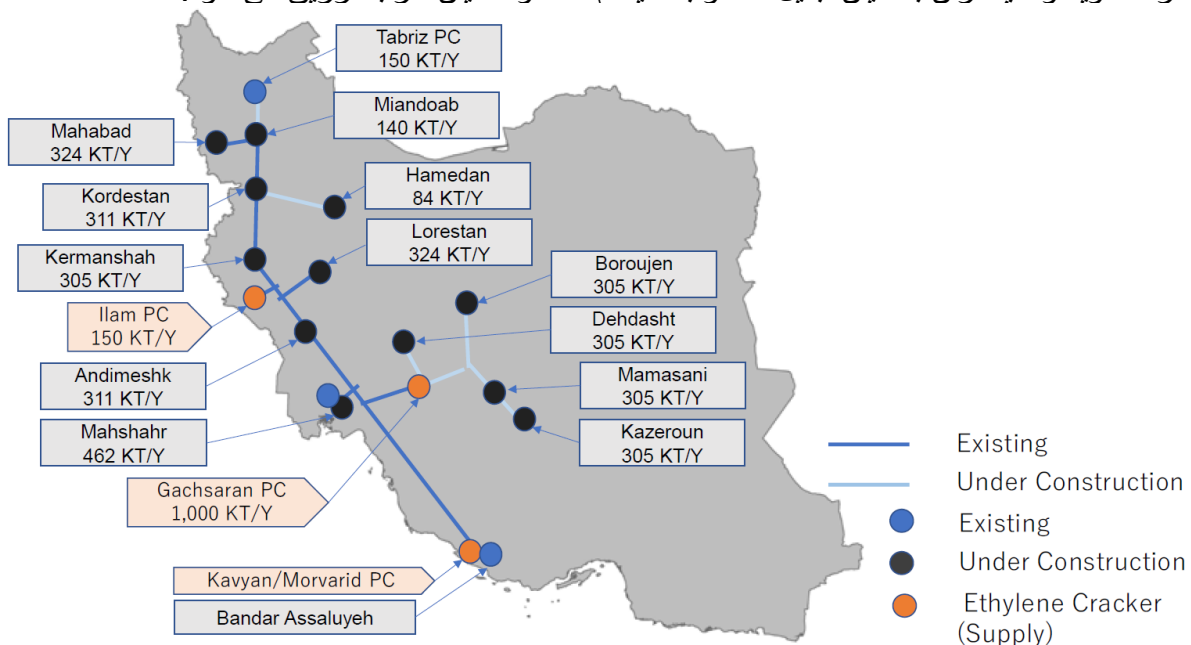 Tabriz PC
150 KT/Y
Miandoab
140 KT/Y
Mahabad
324 KT/Y
Hamedan
84 KT/Y
Kordestan
311 KT/Y
Lorestan
324 KT/Y
Kermanshah
305 KT/Y
Boroujen
305 KT/Y
Ilam PC
150 KT/Y
Dehdasht
305 KT/Y
Andimeshk
311 KT/Y
Mamasani
305 KT/Y
Mahshahr
462 KT/Y
Kazeroun
305 KT/Y
Gachsaran PC
1,000 KT/Y
Kavyan/Morvarid PC
Bandar Assaluyeh
Existing
Under Construction
Existing
Under Construction
Ethylene Cracker
(Supply)